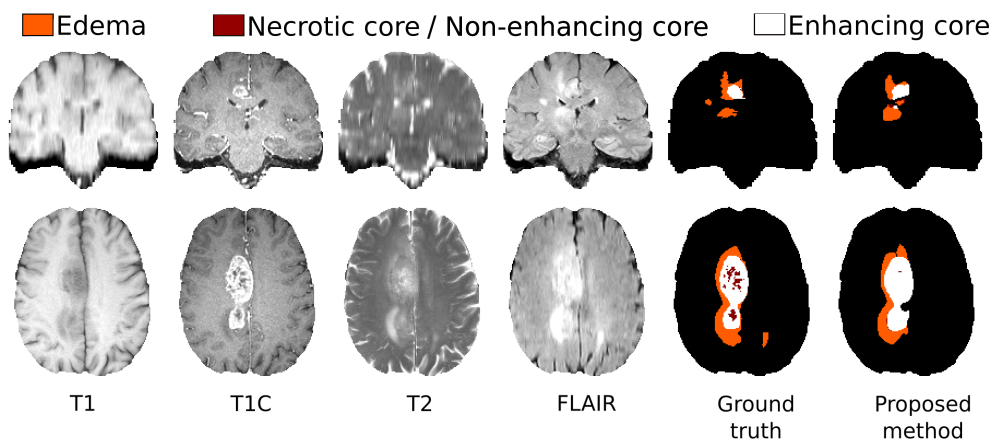 Edema Necrotic core / Non-enhancing core Enhancing core
T1 T1C T2 FLAIR Ground truth Proposed method